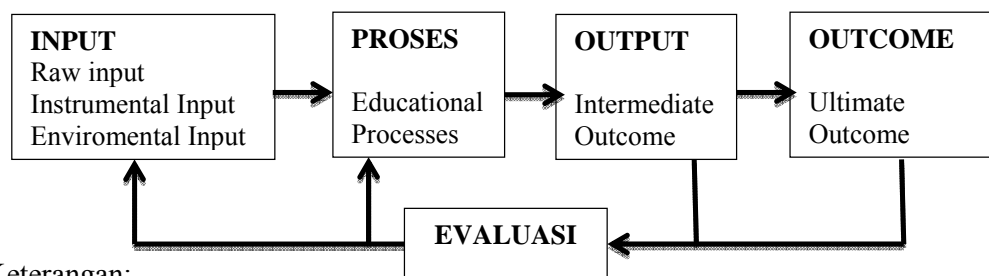 INPUT
Raw input
Instrumental Input
Enviromental Input
PROSES
Educational
Processes
OUTPUT
Intermediate
Outcome
OUTCOME
Ultimate
Outcome
EVALUASI
Keterangan: